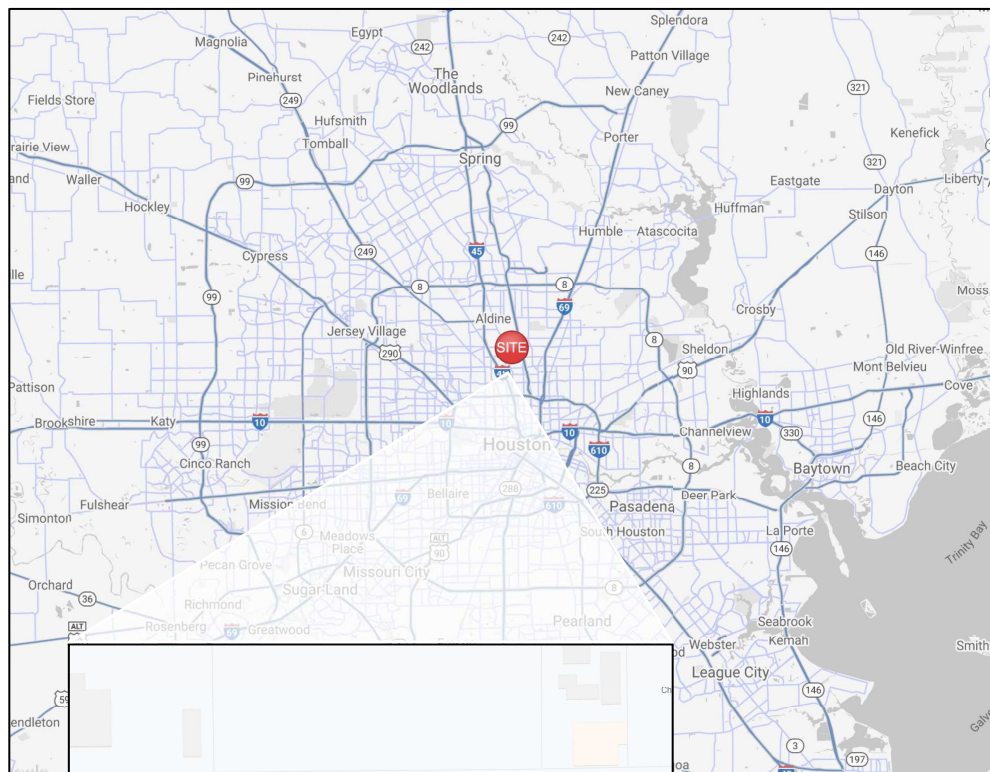 Splendora
Egypt
242
242
Magnolia
Patton Village
The
Woodlands
Pinehurst
New Caney
321
Fields Store
249
Hufsmith
99
Porter
Kenefick
Tomball
rairie View
Spring
321
Waller
99
Eastgate
Liberty
Dayton
Hockley
Huffman
Stilson
Humble
Atascocita
45
249
Cypress
146
8
8
99
69
Moss
Crosby
Aldine
Jersey Village
8
SITE
290
Sheldon
Old River-Winfree
90
Mont Belvieu
Pattison
Highlands
Cove
Brookshire
Katy
10
10
10
10
146
330
Channelview
99
Houston
610
Cinco Ranch
8
Baytown
Beach City
288
225
69
Bellaire
610
Deer Park
Fulshear
Mission Bend
Pasadena
Simonton
6
South Houston
La Porte
Meadows
Place
ALT
90
146
Trinity Bay
Pecan Grove
Missouri City
Orchard
Sugar Land
8
36
Richmond
ALT
Rosenberg
69
Greatwood
Pearland
Seabrook
Kemah
Webster
Smith
League City
59
Ch
146
endleton
Galv
3
197
oa